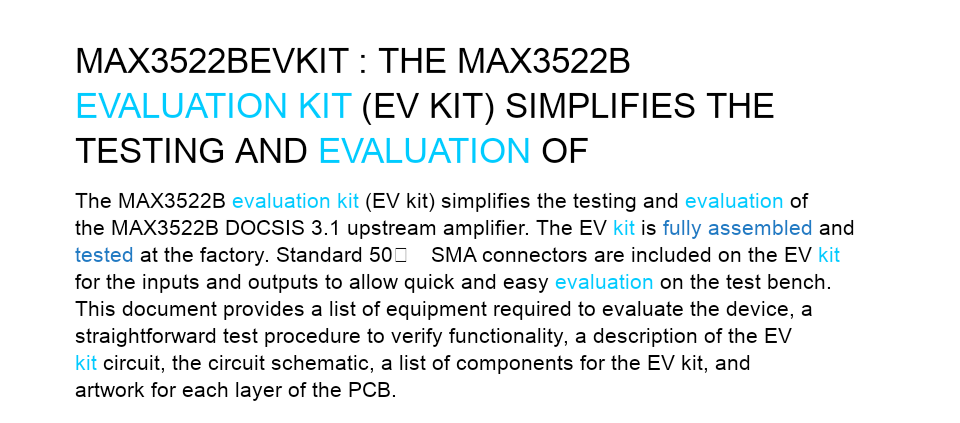 MAX3522BEVKIT : THE MAX3522B
EVALUATION KIT (EV KIT) SIMPLIFIES THE
TESTING AND EVALUATION OF
The MAX3522B evaluation kit (EV kit) simplifies the testing and evaluation of
the MAX3522B DOCSIS 3.1 upstream amplifier. The EV kit is fully assembled and
tested at the factory. Standard 50□ SMA connectors are included on the EV kit
for the inputs and outputs to allow quick and easy evaluation on the test bench.
This document provides a list of equipment required to evaluate the device, a
straightforward test procedure to verify functionality, a description of the EV
kit circuit, the circuit schematic, a list of components for the EV kit, and
artwork for each layer of the PCB.